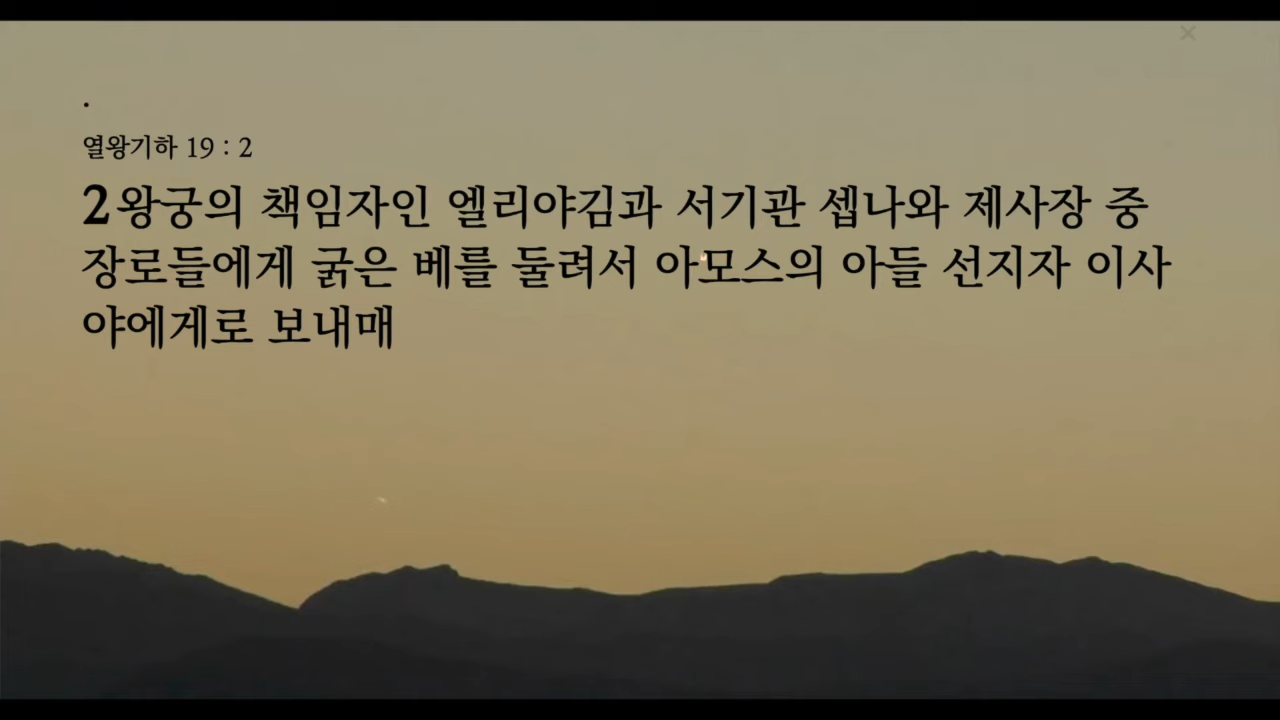 .
열왕기하 19 : 2
2왕궁의 책임자인 엘리야김과 서기관 셉나와 제사장 중
장로들에게 굵은 베를 둘려서 아모스의 아들 선지자 이사
야에게로 보내매